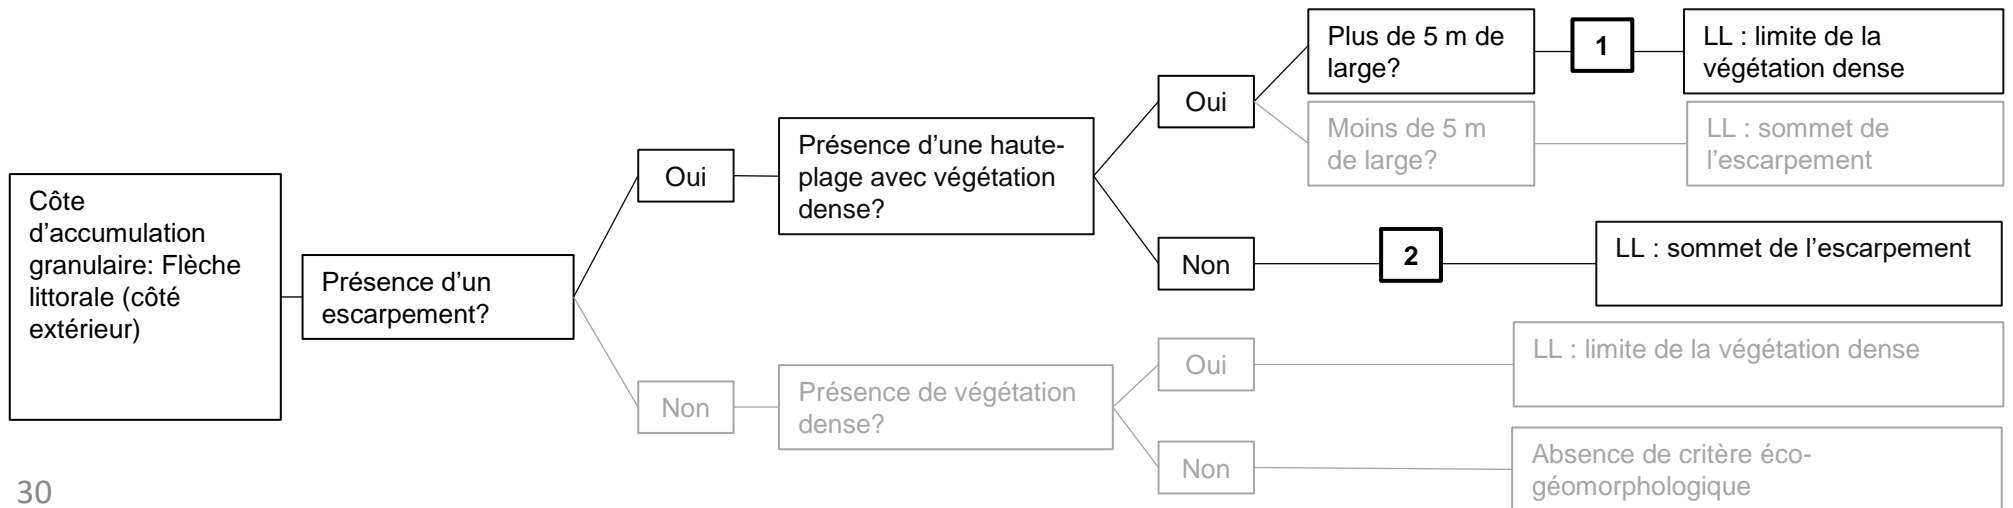 Côte
d’accumulation
granulaire: Flèche
littorale (côté
extérieur)
Présence d’un
escarpement?
Oui
Présence d’une haute-
plage avec végétation
dense?
Oui
Plus de 5 m de
large?
1
LL : limite de la
végétation dense
Moins de 5 m
de large?
LL : sommet de
l’escarpement
Non
2
LL : sommet de l’escarpement
Non
Présence de végétation
dense?
Oui
LL : limite de la végétation dense
Non
Absence de critère éco-
géomorphologique
30